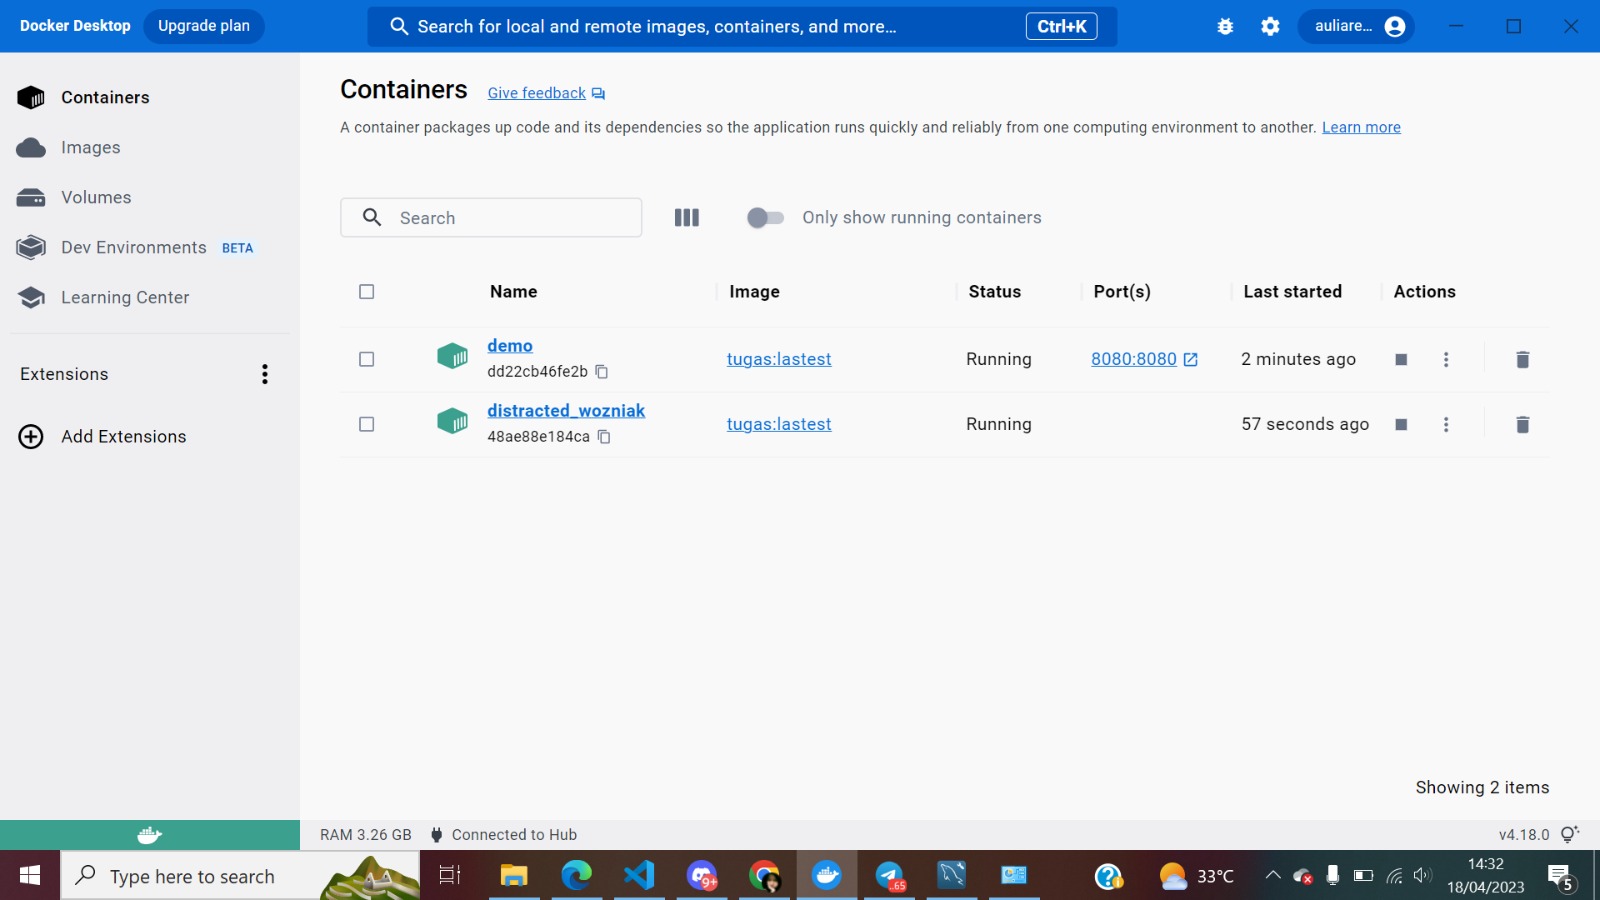 Docker Desktop Upgrade plan Search for local and remote images, containers, and more... Ctrl+K auliare...
Containers
Images
Volumes
Dev Environments BETA
Learning Center
Extensions
Add Extensions
Containers Give feedback
A container packages up code and its dependencies so the application runs quickly and reliably from one computing environment to another. Learn more
Search Only show running containers
Name Image Status Port(s) Last started Actions
demo
dd22cb46fe2b
tugas:lastest Running 8080:8080 2 minutes ago
distracted_wozniak
48ae88e184ca
tugas:lastest Running 57 seconds ago
Showing 2 items
RAM 3.26 GB Connected to Hub v4.18.0
Type here to search 9+ .65 33°C 14:32
18/04/2023 5